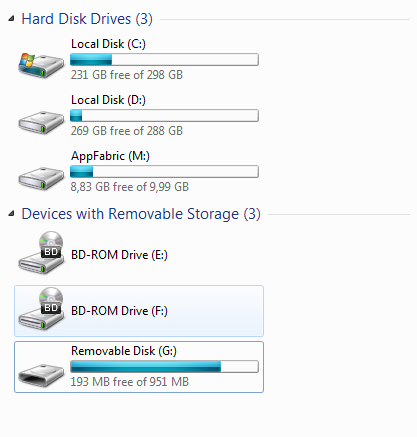 Hard Disk Drives (3)
Local Disk (C:)
231 GB free of 298 GB
Local Disk (D:)
269 GB free of 288 GB
AppFabric (M:)
8,83 GB free of 9,99 GB
Devices with Removable Storage (3)
BD
BD-ROM Drive (E:)
BD
BD-ROM Drive (F:)
Removable Disk (G:)
193 MB free of 951 MB